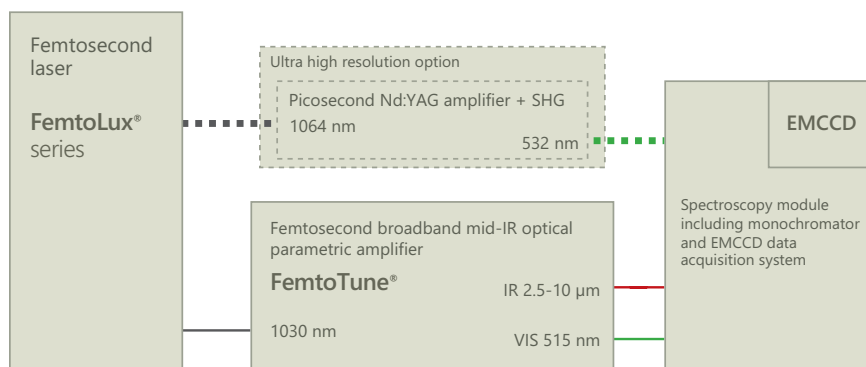 Femtosecond
laser
FemtoLux®
series
Ultra high resolution option
Picosecond Nd:YAG amplifier + SHG
1064 nm
532 nm
Femtosecond broadband mid-IR optical
parametric amplifier
FemtoTune®
IR 2.5-10 µm
1030 nm
VIS 515 nm
EMCCD
Spectroscopy module
including monochromator
and EMCCD data
acquisition system